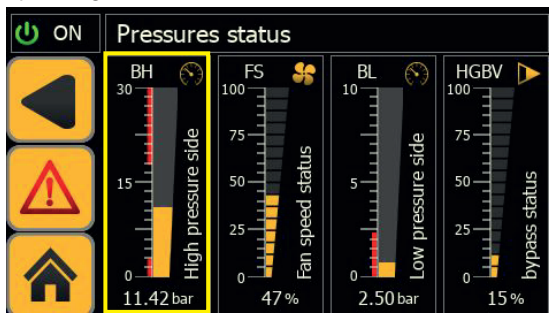 ON
Pressures status
BH
30
15
0
High pressure side
11.42 bar
FS
100
75
50
25
0
Fan speed status
47 %
BL
10
5
0
Low pressure side
2.50 bar
HGBV
100
75
50
25
0
bypass status
15 %